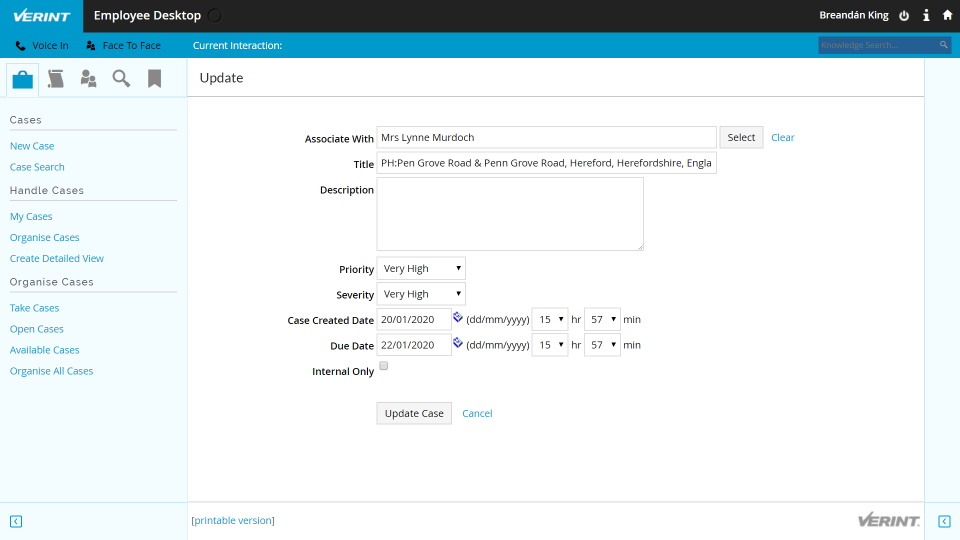 VERINT Employee Desktop Breandán King
Voice In Face To Face Current Interaction: Knowledge Search...
Update
Cases
New Case
Case Search
Handle Cases
My Cases
Organise Cases
Create Detailed View
Organise Cases
Take Cases
Open Cases
Available Cases
Organise All Cases
Associate With Mrs Lynne Murdoch Select Clear
Title PH:Pen Grove Road & Penn Grove Road, Hereford, Herefordshire, Engla
Description
Priority Very High
Severity Very High
Case Created Date 20/01/2020 (dd/mm/yyyy) 15 hr 57 min
Due Date 22/01/2020 (dd/mm/yyyy) 15 hr 57 min
Internal Only
Update Case Cancel
[printable version] VERINT.